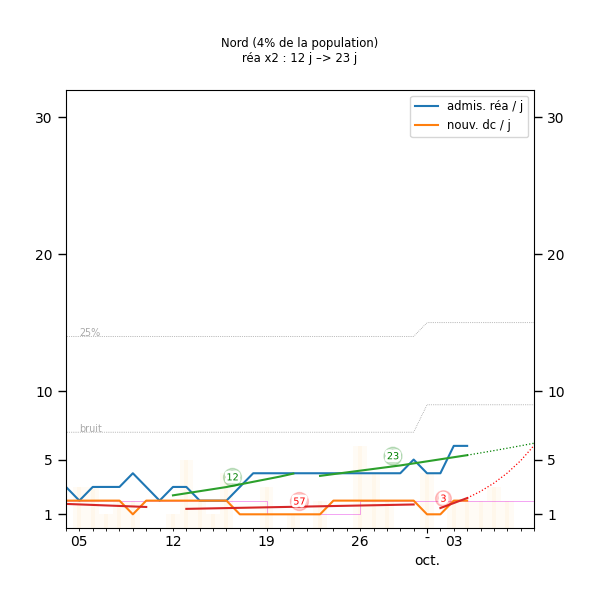 Nord (4% de la population)
réa x2 : 12 j –> 23 j
admis. réa / j
nouv. dc / j
30 30
20 20
25%
10 10
bruit
5 5
23
12
57
3
1 1
05 12 19 26 - 03
oct.